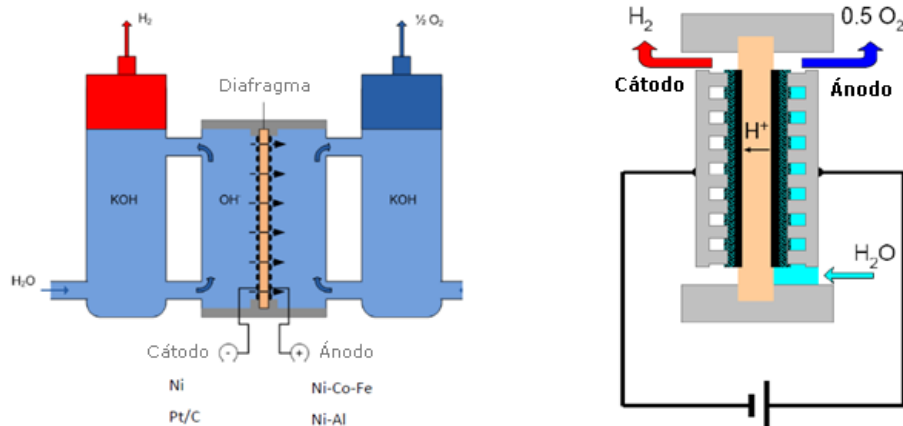 H₂
½ O₂
Diafragma
KOH
OH⁻
KOH
H₂O
Cátodo - + Ánodo
Ni Ni-Co-Fe
Pt/C Ni-Al
H₂ 0.5 O₂
Cátodo Ánodo
H⁺
H₂O